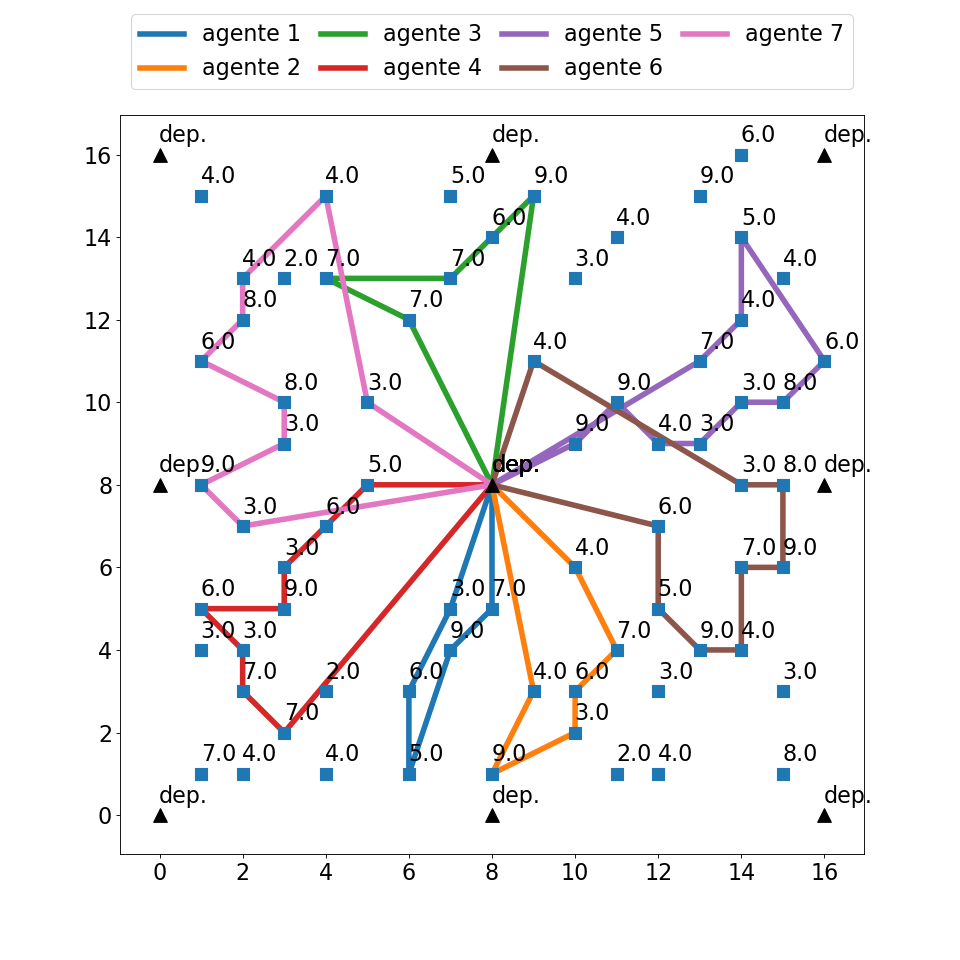 agente 1 agente 3 agente 5 agente 7
agente 2 agente 4 agente 6
dep. dep. 6.0 dep.
16
4.0 4.0 5.0 9.0 9.0
6.0 4.0 5.0
14
4.0 2.0 7.0 7.0 3.0 4.0
8.0 7.0 4.0
12
6.0 4.0 7.0 6.0
8.0 3.0 9.0 3.0 8.0
10
3.0 9.0 4.0 3.0
dep. 9.0 5.0 dep. 3.0 8.0 dep.
8
3.0 6.0 6.0
3.0 4.0 7.0 9.0
6
6.0 9.0 3.0 7.0 5.0
3.0 3.0 9.0 7.0 9.0 4.0
4
7.0 2.0 6.0 4.0 6.0 3.0 3.0
7.0 3.0
2
7.0 4.0 4.0 5.0 9.0 2.0 4.0 8.0
dep. dep. dep.
0
0 2 4 6 8 10 12 14 16